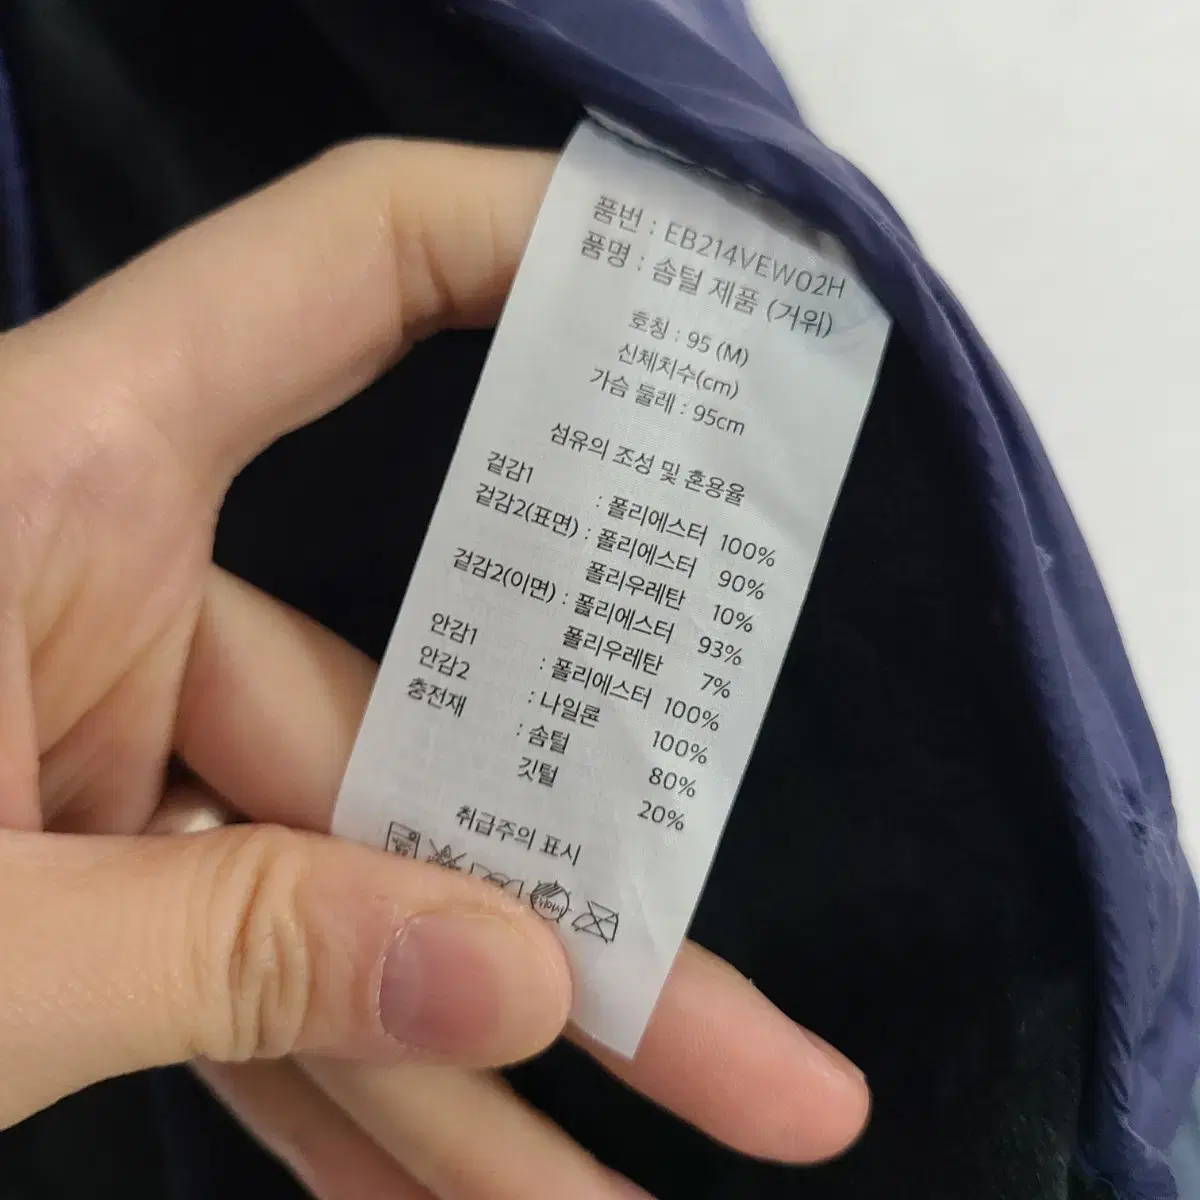 품번 : EB214VEW02H
품명 : 솜털 제품 (거위)
호칭 : 95 (M)
신체치수(cm)
가슴 둘레 : 95cm
섬유의 조성 및 혼용율
겉감1 : 폴리에스터 100%
겉감2(표면) : 폴리에스터 90%
폴리우레탄 10%
겉감2(이면) : 폴리에스터 93%
폴리우레탄 7%
안감1 : 폴리에스터 100%
안감2 : 나일론 100%
충전재 : 솜털 80%
깃털 20%
취급주의 표시